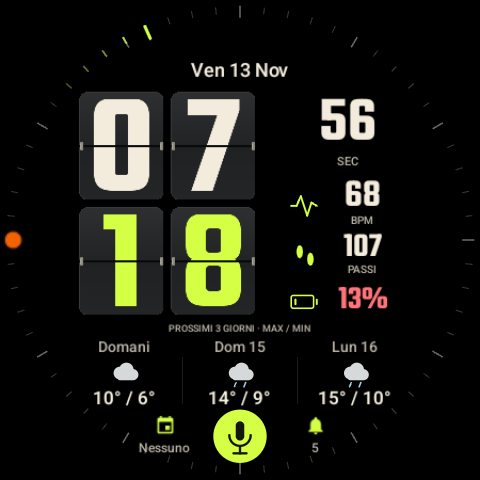 Ven 13 Nov
07
56
SEC
68
BPM
18
107
PASSI
13%
PROSSIMI 3 GIORNI · MAX / MIN
Domani Dom 15 Lun 16
10° / 6° 14° / 9° 15° / 10°
Nessuno 5